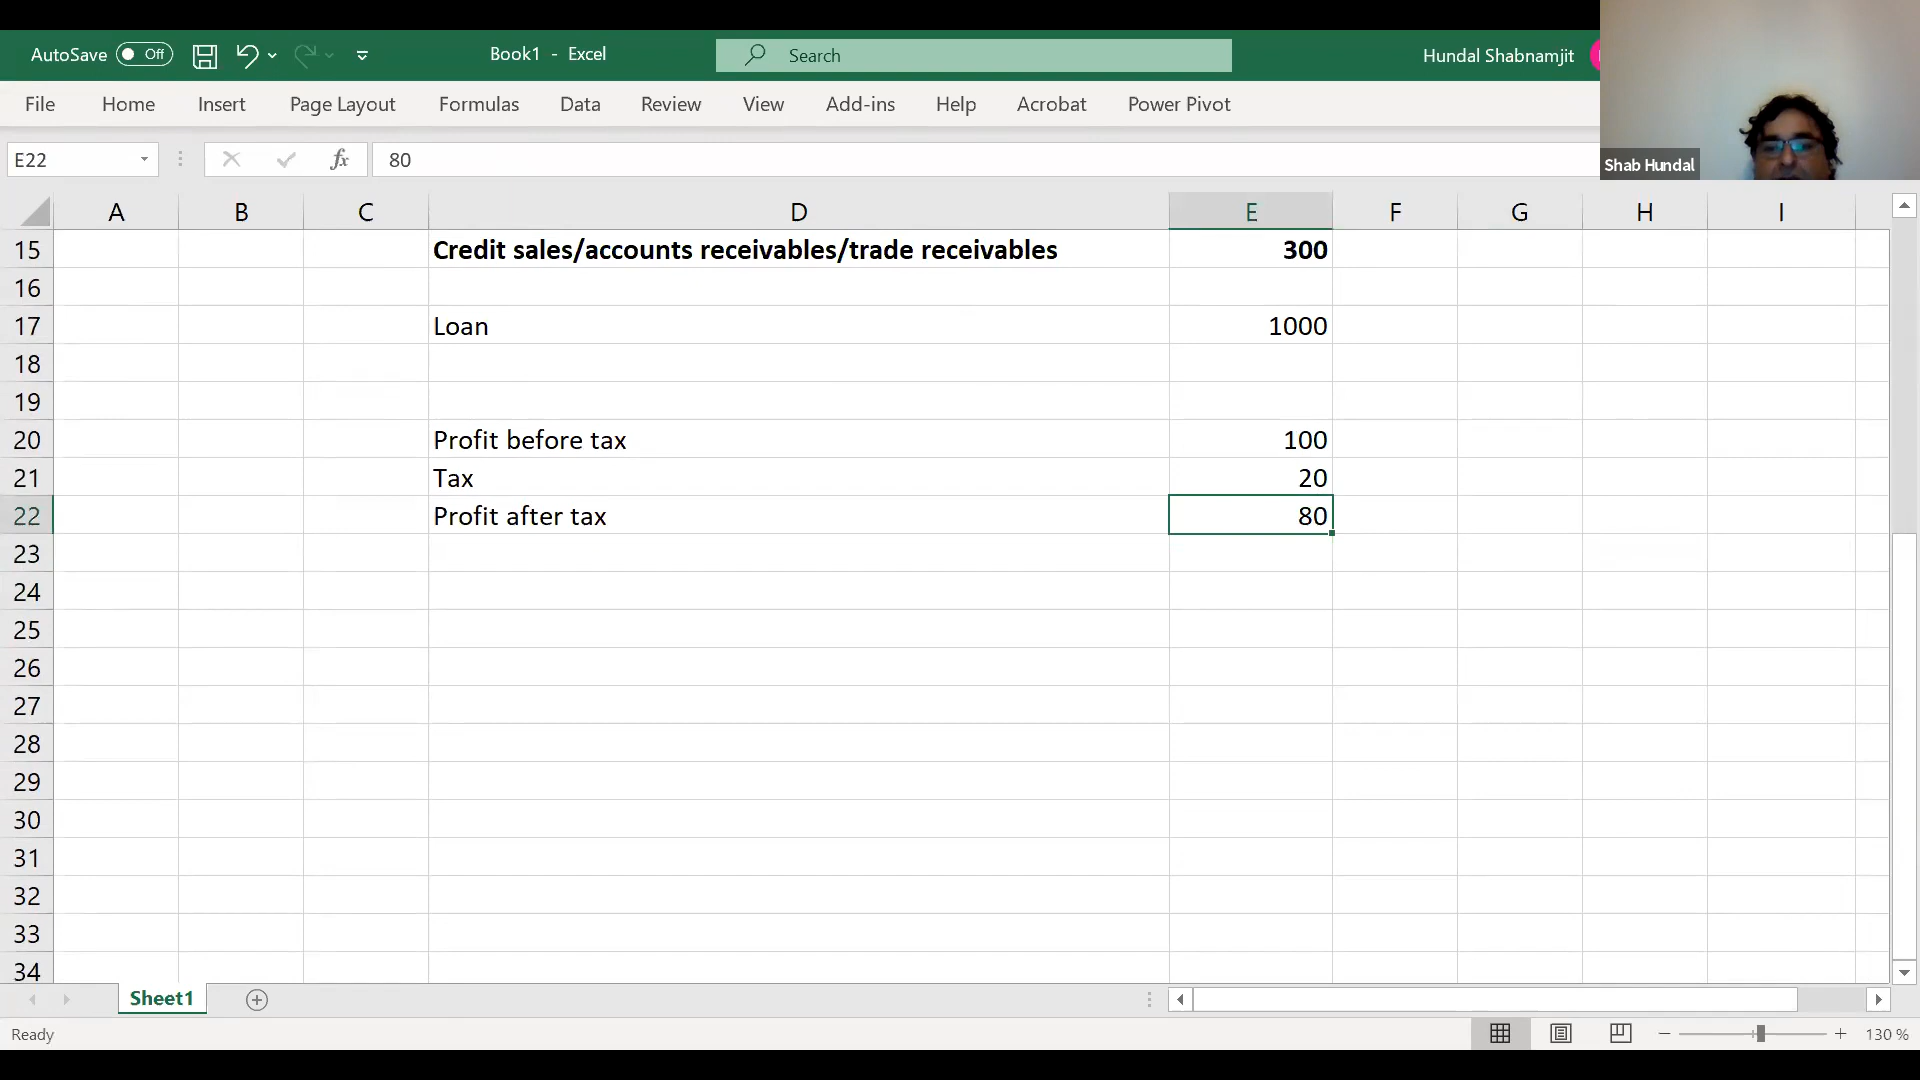 AutoSave Off Book1 - Excel Search Hundal Shabnamjit
File Home Insert Page Layout Formulas Data Review View Add-ins Help Acrobat Power Pivot
E22 fx 80
Shab Hundal
A B C D E F G H I
15 Credit sales/accounts receivables/trade receivables 300
16
17 Loan 1000
18
19
20 Profit before tax 100
21 Tax 20
22 Profit after tax 80
23
24
25
26
27
28
29
30
31
32
33
34
Sheet1
Ready 130 %